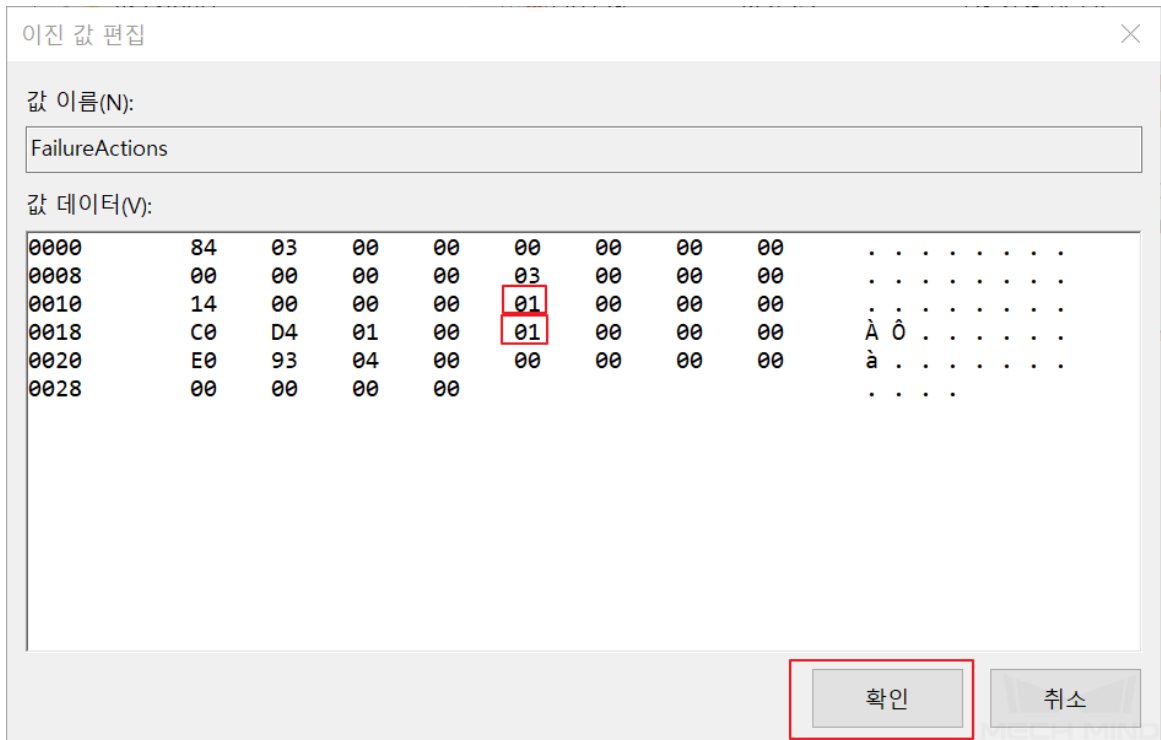 이진 값 편집
값 이름(N):
FailureActions
값 데이터(V):
0000 84 03 00 00 00 00 00 00 . . . . . . . .
0008 00 00 00 00 03 00 00 00 . . . . . . . .
0010 14 00 00 00 01 00 00 00 . . . . . . . .
0018 C0 D4 01 00 01 00 00 00 À Ô . . . . . .
0020 E0 93 04 00 00 00 00 00 à . . . . . . .
0028 00 00 00 00 . . . .
확인 취소
MECH MIND